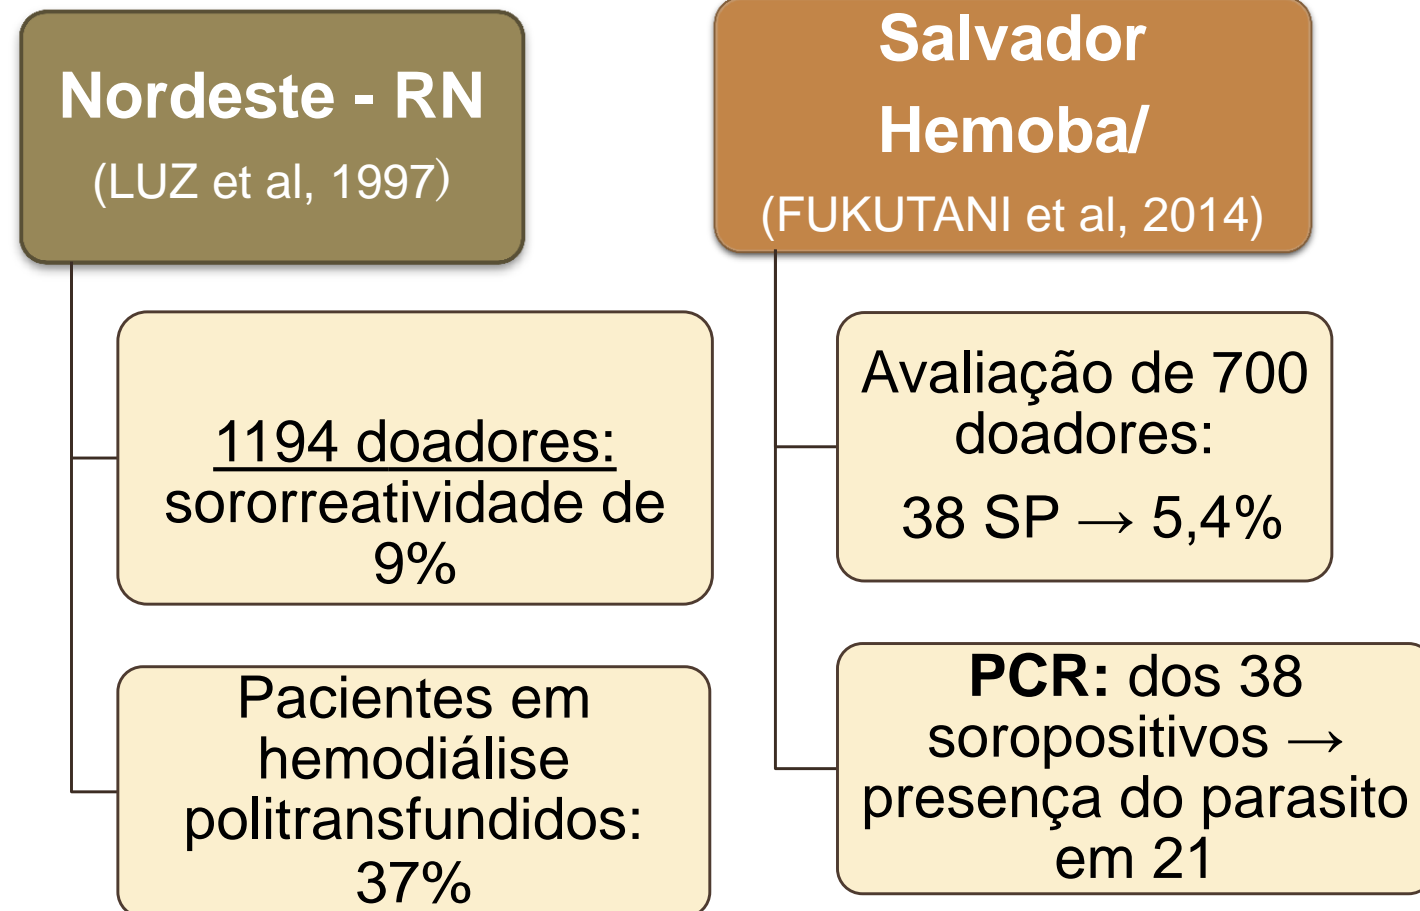 Nordeste - RN
(LUZ et al, 1997)
1194 doadores:
sororreatividade de
9%
Pacientes em
hemodiálise
politransfundidos:
37%
Salvador
Hemoba/
(FUKUTANI et al, 2014)
Avaliação de 700
doadores:
38 SP → 5,4%
PCR: dos 38
soropositivos →
presença do parasito
em 21